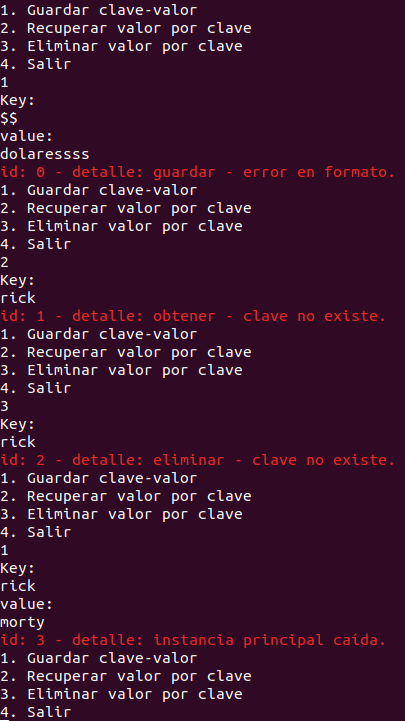 1. Guardar clave-valor
2. Recuperar valor por clave
3. Eliminar valor por clave
4. Salir
1
Key:
$$
value:
dolaressss
id: 0 - detalle: guardar - error en formato.
1. Guardar clave-valor
2. Recuperar valor por clave
3. Eliminar valor por clave
4. Salir
2
Key:
rick
id: 1 - detalle: obtener - clave no existe.
1. Guardar clave-valor
2. Recuperar valor por clave
3. Eliminar valor por clave
4. Salir
3
Key:
rick
id: 2 - detalle: eliminar - clave no existe.
1. Guardar clave-valor
2. Recuperar valor por clave
3. Eliminar valor por clave
4. Salir
1
Key:
rick
value:
morty
id: 3 - detalle: instancia principal caida.
1. Guardar clave-valor
2. Recuperar valor por clave
3. Eliminar valor por clave
4. Salir